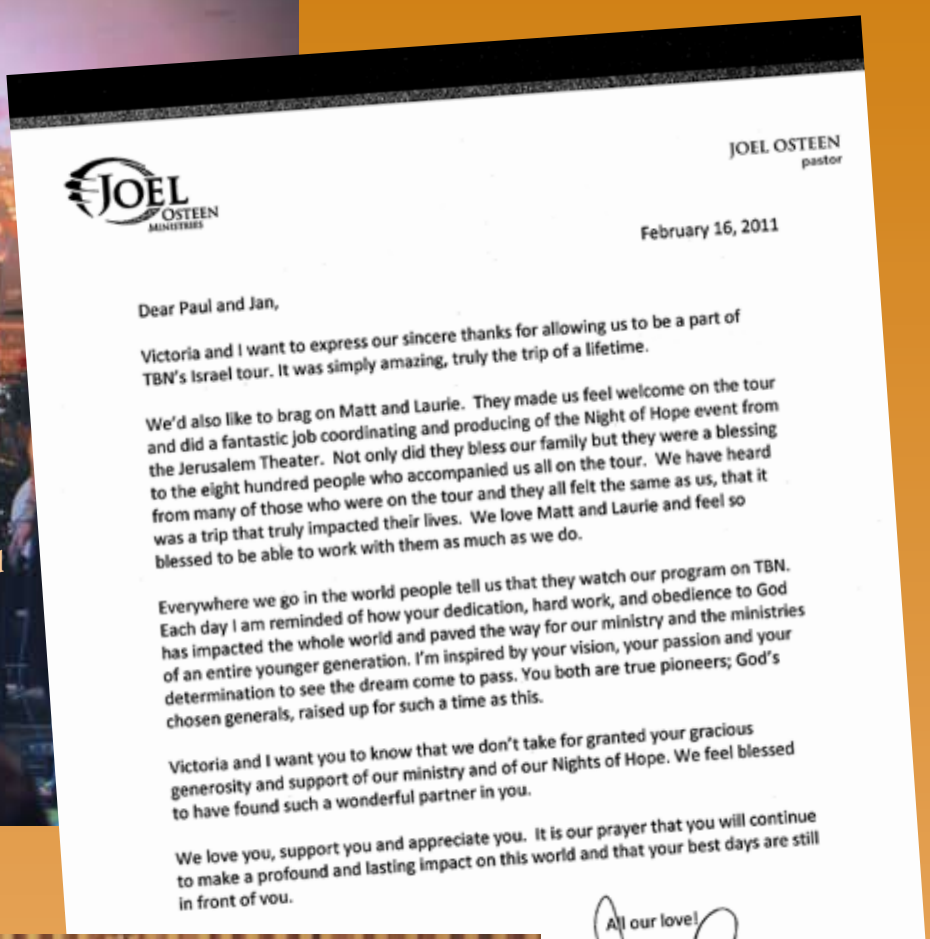 JOEL
OSTEEN
MINISTRIES
JOEL OSTEEN
pastor
February 16, 2011
Dear Paul and Jan,
Victoria and I want to express our sincere thanks for allowing us to be a part of
TBN's Israel tour. It was simply amazing, truly the trip of a lifetime.
We'd also like to brag on Matt and Laurie. They made us feel welcome on the tour
and did a fantastic job coordinating and producing of the Night of Hope event from
the Jerusalem Theater. Not only did they bless our family but they were a blessing
to the eight hundred people who accompanied us all on the tour. We have heard
from many of those who were on the tour and they all felt the same as us, that it
was a trip that truly impacted their lives. We love Matt and Laurie and feel so
blessed to be able to work with them as much as we do.
Everywhere we go in the world people tell us that they watch our program on TBN.
Each day I am reminded of how your dedication, hard work, and obedience to God
has impacted the whole world and paved the way for our ministry and the ministries
of an entire younger generation. I'm inspired by your vision, your passion and your
determination to see the dream come to pass. You both are true pioneers; God's
chosen generals, raised up for such a time as this.
Victoria and I want you to know that we don't take for granted your gracious
generosity and support of our ministry and of our Nights of Hope. We feel blessed
to have found such a wonderful partner in you.
We love you, support you and appreciate you. It is our prayer that you will continue
to make a profound and lasting impact on this world and that your best days are still
in front of you.
All our love!